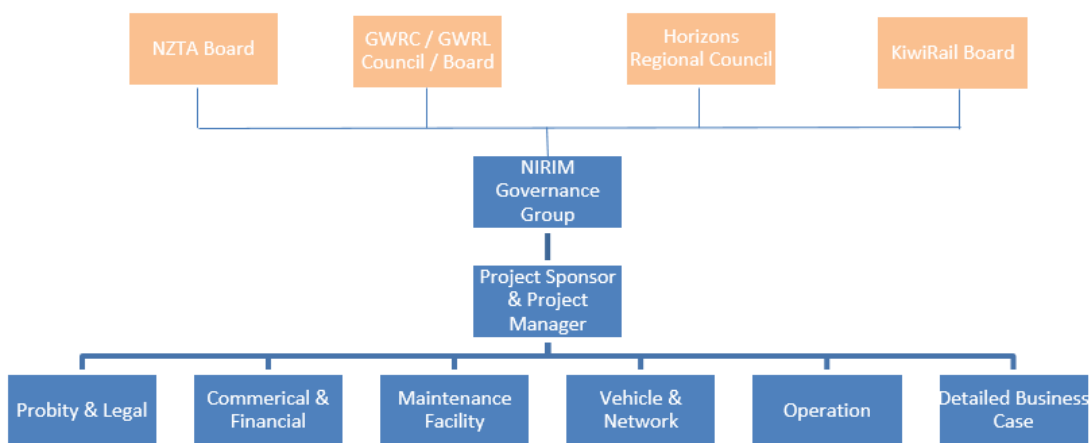 NZTA Board
GWRC / GWRL
Council / Board
Horizons
Regional Council
KiwiRail Board
NIRIM
Governance
Group
Project Sponsor
& Project
Manager
Probity & Legal
Commerical &
Financial
Maintenance
Facility
Vehicle &
Network
Operation
Detailed Business
Case